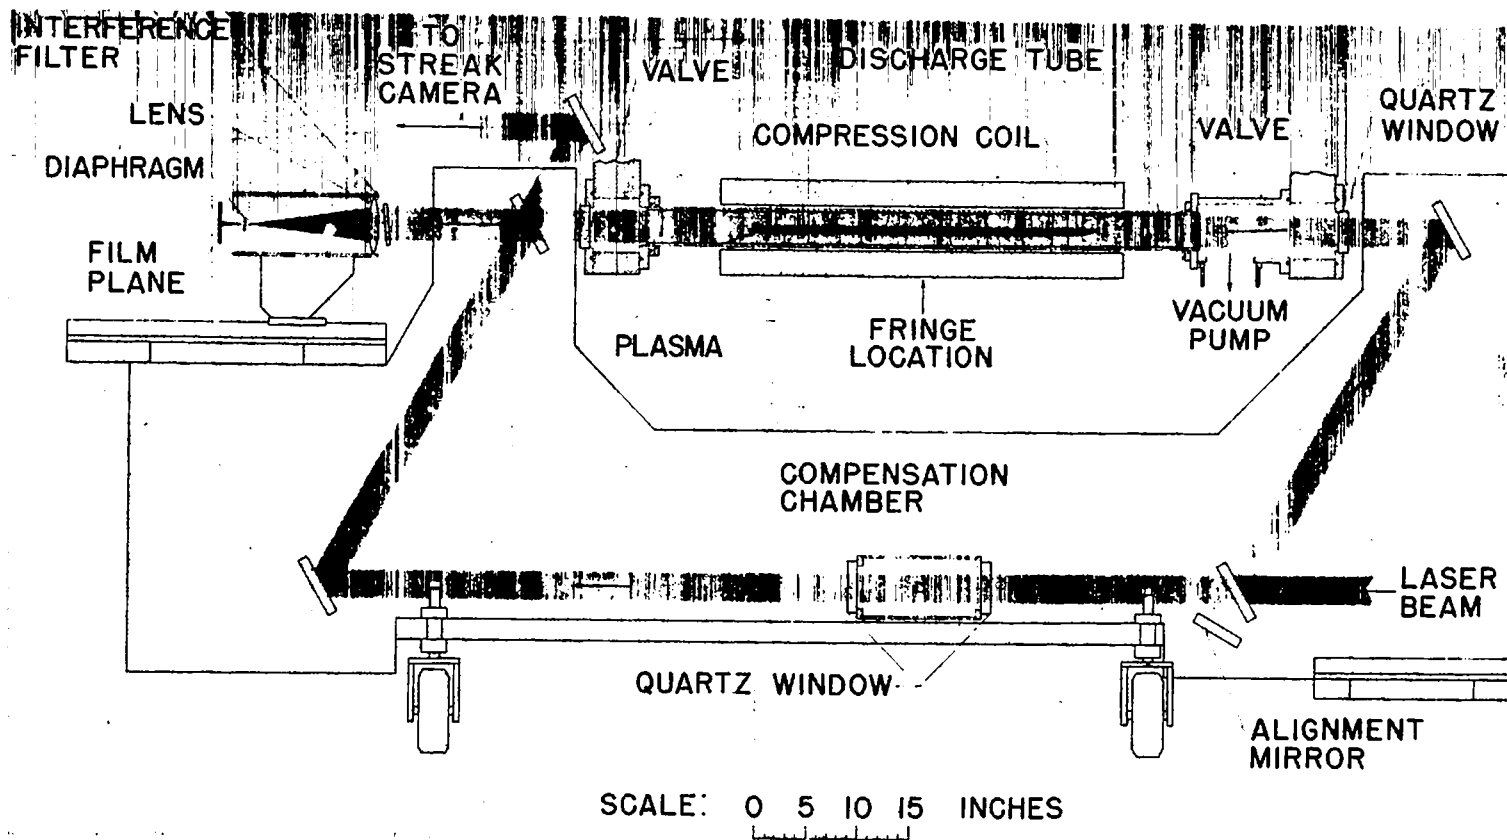 INTERFERENCE
FILTER
TO
STREAK
CAMERA
VALVE
DISCHARGE TUBE
QUARTZ
WINDOW
LENS
DIAPHRAGM
COMPRESSION COIL
VALVE
FILM
PLANE
PLASMA
FRINGE
LOCATION
VACUUM
PUMP
COMPENSATION
CHAMBER
LASER
BEAM
QUARTZ WINDOW
ALIGNMENT
MIRROR
SCALE: 0 5 10 15 INCHES